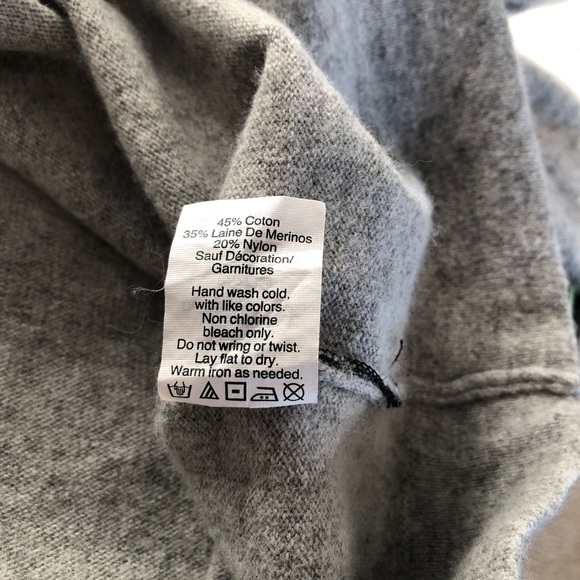 45% Coton
35% Laine De Merinos
20% Nylon
Sauf Décoration/
Garnitures
Hand wash cold,
with like colors.
Non chlorine
bleach only.
Do not wring or twist.
Lay flat to dry.
Warm iron as needed.